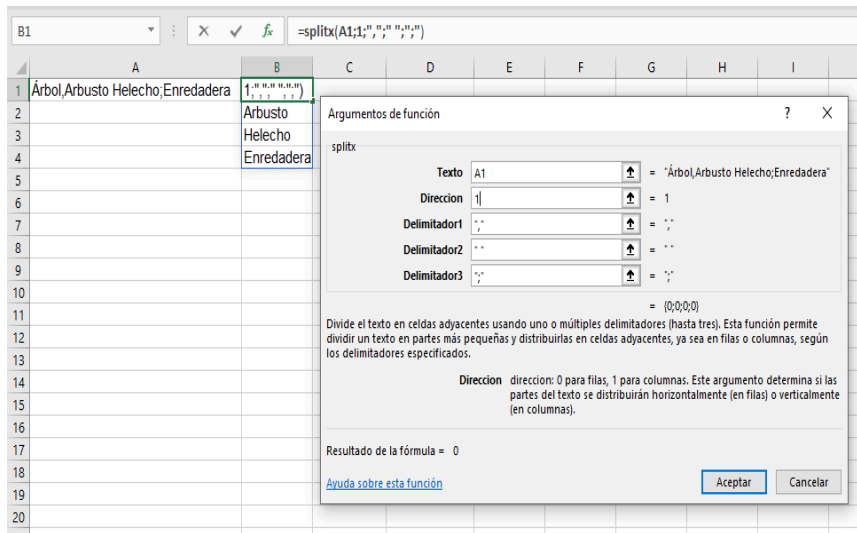 B1 fx =splitx(A1;1;",";" ";";")
A B C D E F G H I
1 Árbol,Arbusto Helecho;Enredadera 1;",";" ";";")
2 Arbusto
3 Helecho
4 Enredadera
5
6
7
8
9
10
11
12
13
14
15
16
17
18
19
20
Argumentos de función ? X
splitx
Texto A1 = "Árbol,Arbusto Helecho;Enredadera"
Direccion 1 = 1
Delimitador1 "," = ","
Delimitador2 " " = " "
Delimitador3 ";" = ";"
= {0;0;0;0}
Divide el texto en celdas adyacentes usando uno o múltiples delimitadores (hasta tres). Esta función permite
dividir un texto en partes más pequeñas y distribuirlas en celdas adyacentes, ya sea en filas o columnas, según
los delimitadores especificados.
Direccion direccion: 0 para filas, 1 para columnas. Este argumento determina si las
partes del texto se distribuirán horizontalmente (en filas) o verticalmente
(en columnas).
Resultado de la fórmula = 0
Ayuda sobre esta función
Aceptar Cancelar